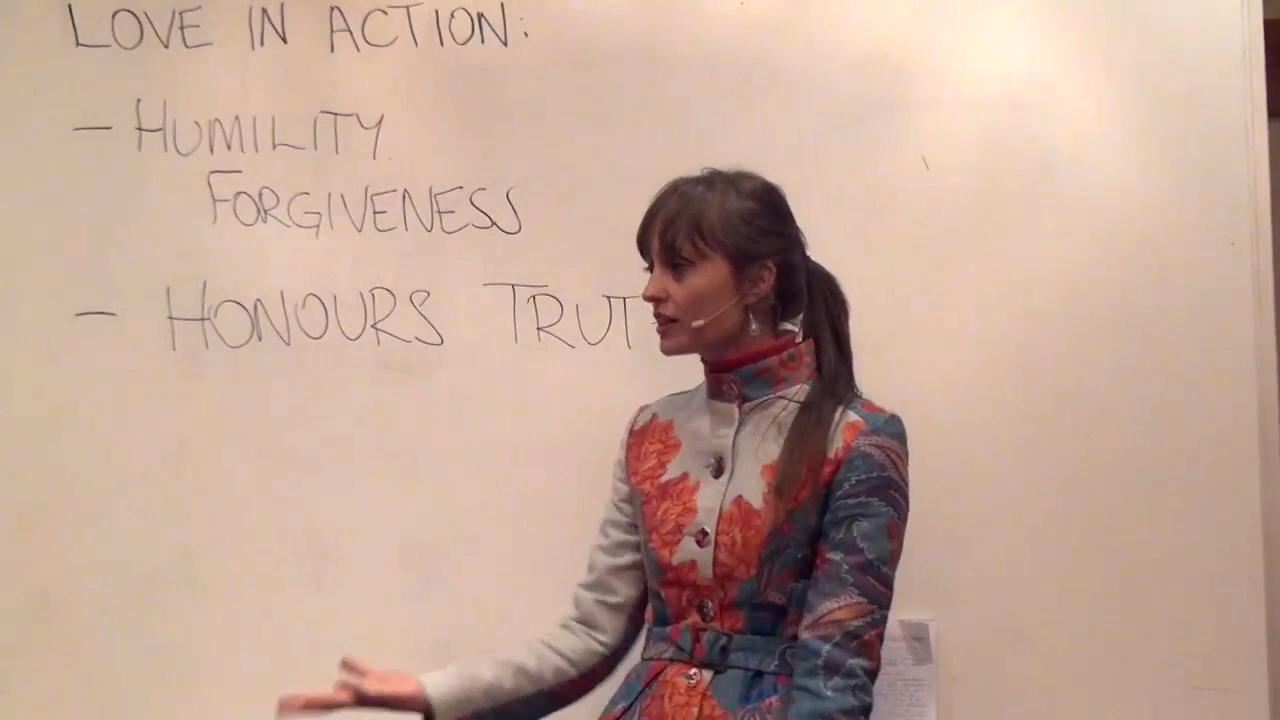 LOVE IN ACTION:
- HUMILITY
FORGIVENESS
- HONOURS TRUT